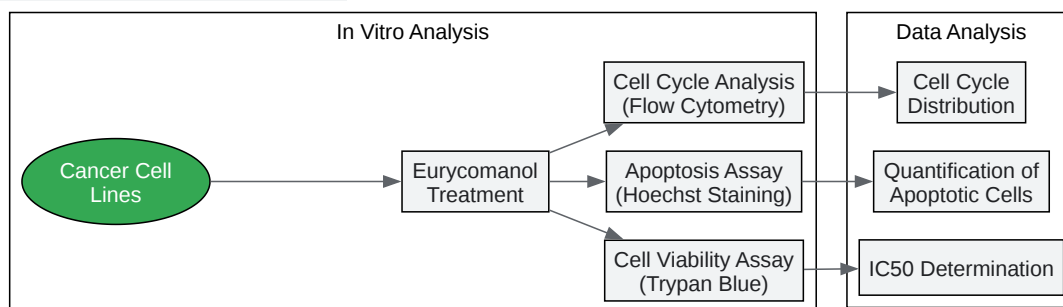 In Vitro Analysis
Data Analysis
Cancer Cell
Lines
Eurycomanol
Treatment
Cell Cycle Analysis
(Flow Cytometry)
Cell Cycle
Distribution
Apoptosis Assay
(Hoechst Staining)
Quantification of
Apoptotic Cells
Cell Viability Assay
(Trypan Blue)
IC50 Determination